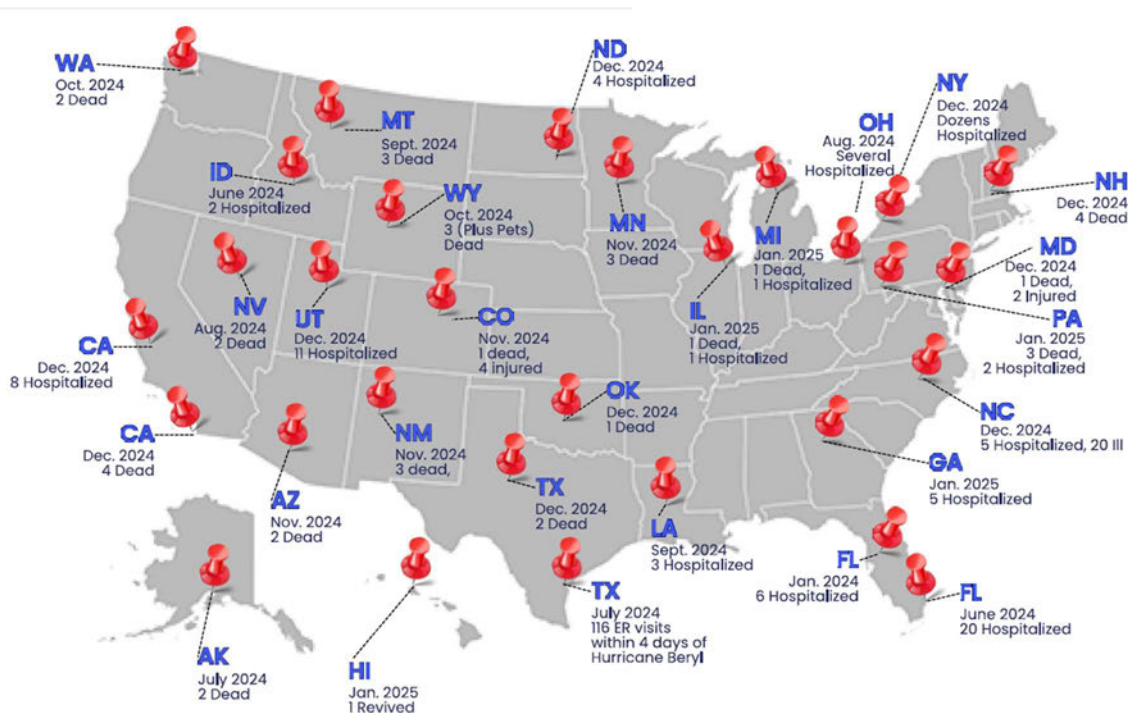 WA
Oct. 2024
2 Dead
MT
Sept. 2024
3 Dead
ND
Dec. 2024
4 Hospitalized
NY
Dec. 2024
Dozens
Hospitalized
OH
Aug. 2024
Several
Hospitalized
NH
Dec. 2024
4 Dead
ID
June 2024
2 Hospitalized
WY
Oct. 2024
3 (Plus Pets)
Dead
MN
Nov. 2024
3 Dead
MI
Jan. 2025
1 Dead,
1 Hospitalized
MD
Dec. 2024
1 Dead,
2 Injured
NV
Aug. 2024
2 Dead
UT
Dec. 2024
11 Hospitalized
CO
Nov. 2024
1 dead,
4 injured
IL
Jan. 2025
1 Dead,
1 Hospitalized
PA
Jan. 2025
3 Dead,
2 Hospitalized
CA
Dec. 2024
8 Hospitalized
CA
Dec. 2024
4 Dead
NM
Nov. 2024
3 dead,
OK
Dec. 2024
1 Dead
NC
Dec. 2024
5 Hospitalized, 20 Ill
GA
Jan. 2025
5 Hospitalized
AZ
Nov. 2024
2 Dead
TX
Dec. 2024
2 Dead
LA
Sept. 2024
3 Hospitalized
FL
Jan. 2024
6 Hospitalized
FL
June 2024
20 Hospitalized
TX
July 2024
116 ER visits
within 4 days of
Hurricane Beryl
AK
July 2024
2 Dead
HI
Jan. 2025
1 Revived